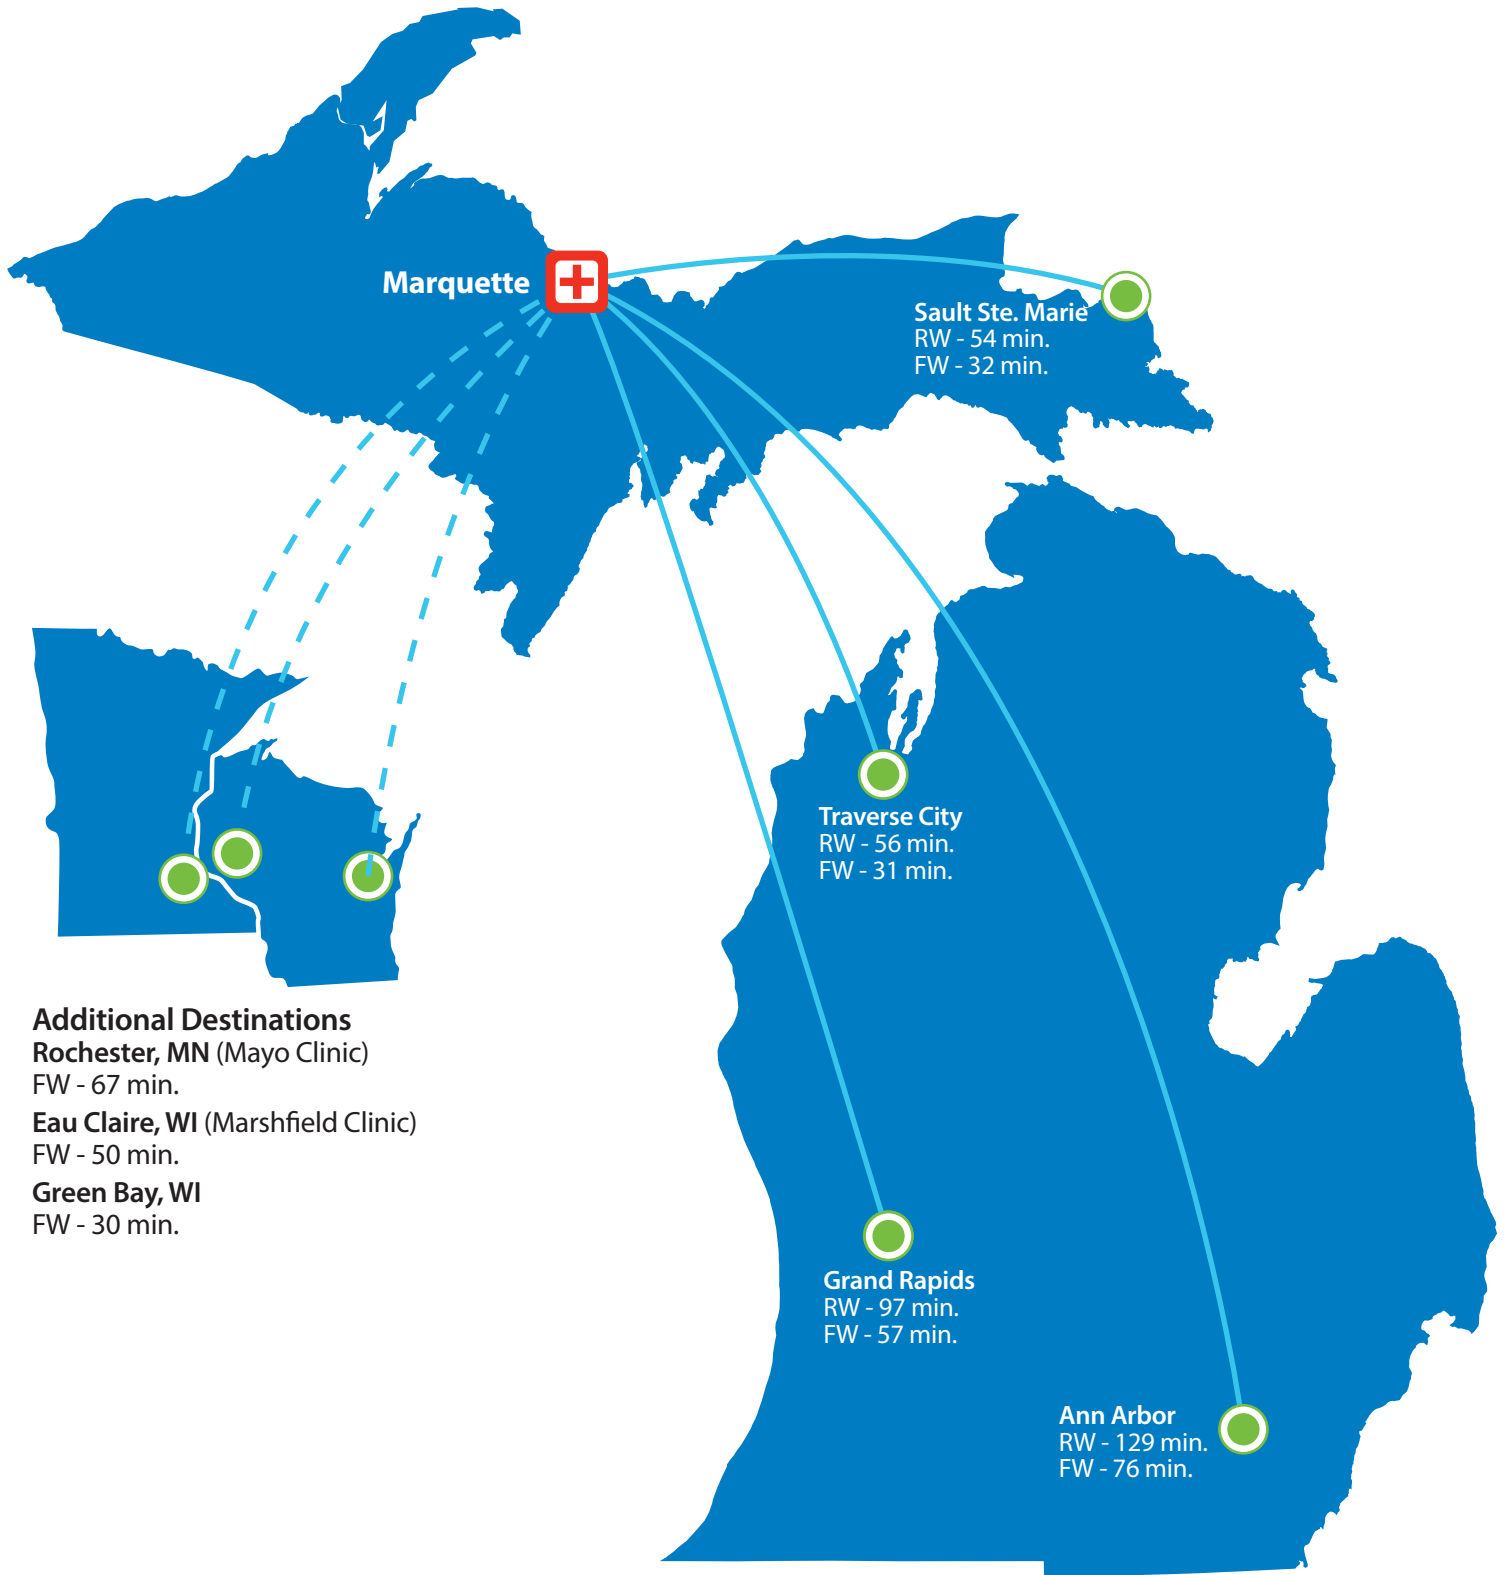 Marquette
Sault Ste. Marie
RW - 54 min.
FW - 32 min.
Traverse City
RW - 56 min.
FW - 31 min.
Additional Destinations
Rochester, MN (Mayo Clinic)
FW - 67 min.
Eau Claire, WI (Marshfield Clinic)
FW - 50 min.
Green Bay, WI
FW - 30 min.
Grand Rapids
RW - 97 min.
FW - 57 min.
Ann Arbor
RW - 129 min.
FW - 76 min.